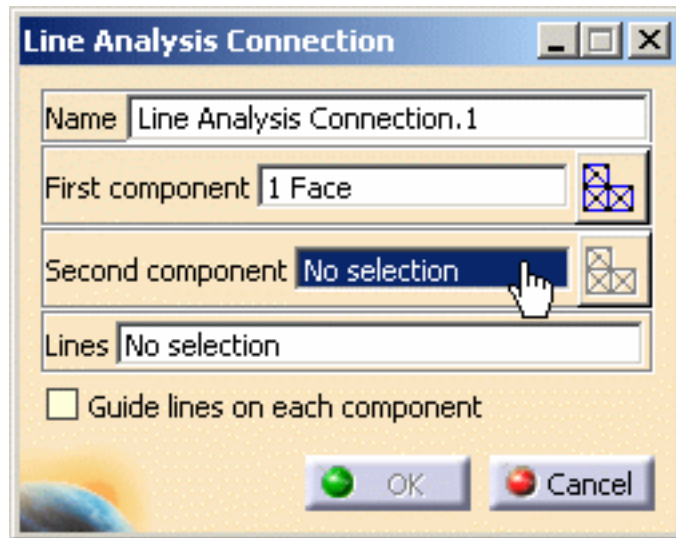 Line Analysis Connection
Name Line Analysis Connection.1
First component 1 Face
Second component No selection
Lines No selection
Guide lines on each component
OK Cancel